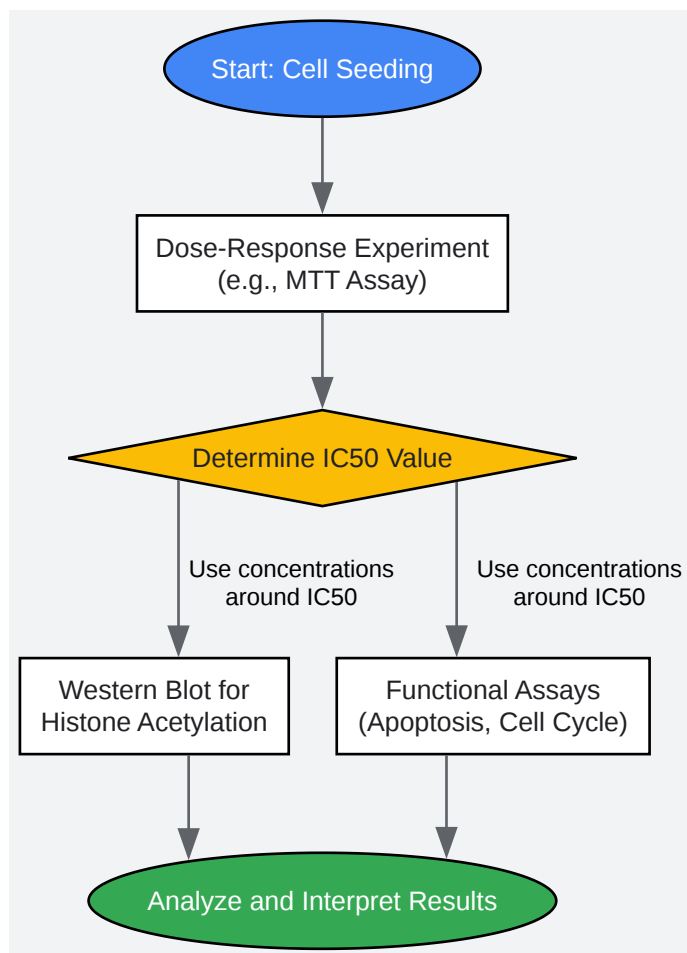 Start: Cell Seeding
Dose-Response Experiment
(e.g., MTT Assay)
Determine IC50 Value
Use concentrations
around IC50
Use concentrations
around IC50
Western Blot for
Histone Acetylation
Functional Assays
(Apoptosis, Cell Cycle)
Analyze and Interpret Results